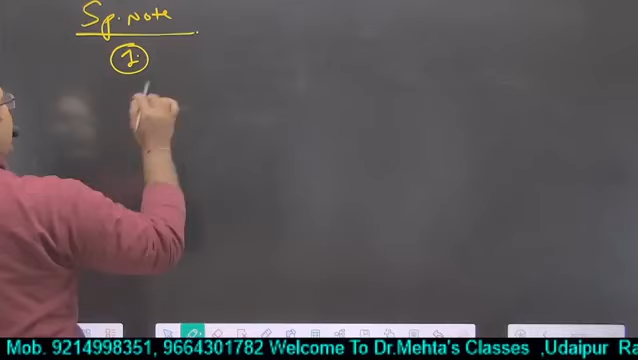 Sp. Note
1.
Mob. 9214998351, 9664301782 Welcome To Dr.Mehta's Classes Udaipur Ra